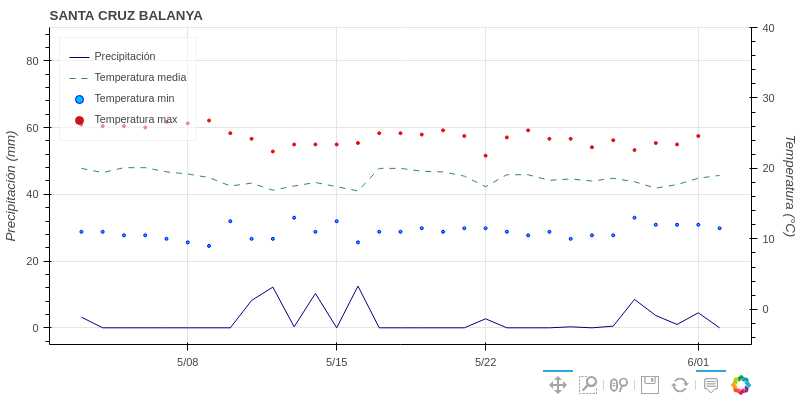 SANTA CRUZ BALANYA
Precipitación
Temperatura media
Temperatura min
Temperatura max
Precipitación (mm)
80
60
40
20
0
Temperatura (°C)
40
30
20
10
0
5/08 5/15 5/22 6/01